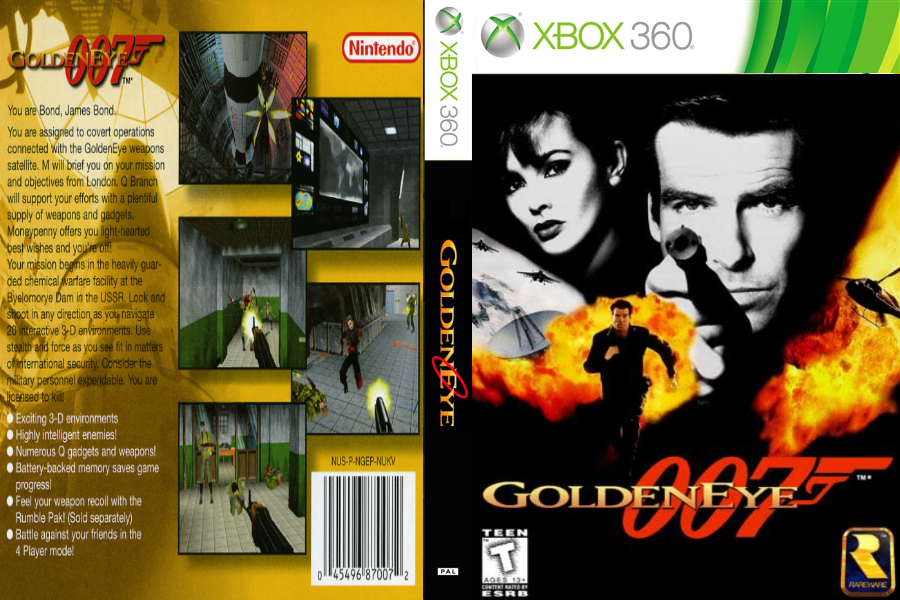 GOLDENEYE 007
TM*
Nintendo®
You are Bond, James Bond.
You are assigned to covert operations
connected with the GoldenEye weapons
satellite. M will brief you on your mission
and objectives from London. Q Branch
will support your efforts with a plentiful
supply of weapons and gadgets.
Moneypenny offers you light-hearted
best wishes and you're off!
Your mission begins in the heavily guar-
ded chemical warfare facility at the
Byelomorye Dam in the USSR. Look and
shoot in any direction as you navigate
20 interactive 3-D environments. Use
stealth and force as you see fit in matters
of international security. Consider the
military personnel expendable. You are
licensed to kill!
● Exciting 3-D environments
● Highly intelligent enemies!
● Numerous Q gadgets and weapons!
● Battery-backed memory saves game
progress!
● Feel your weapon recoil with the
Rumble Pak! (Sold separately)
● Battle against your friends in the
4 Player mode!
NUS-P-NGEP-NUKV
0 45496 87007 2
XBOX 360.
GOLDENEYE
PAL
XBOX 360.
GOLDENEYE 007
TM*
TEEN
T
AGES 13+
CONTENT RATED BY
ESRB
R
RAREWARE